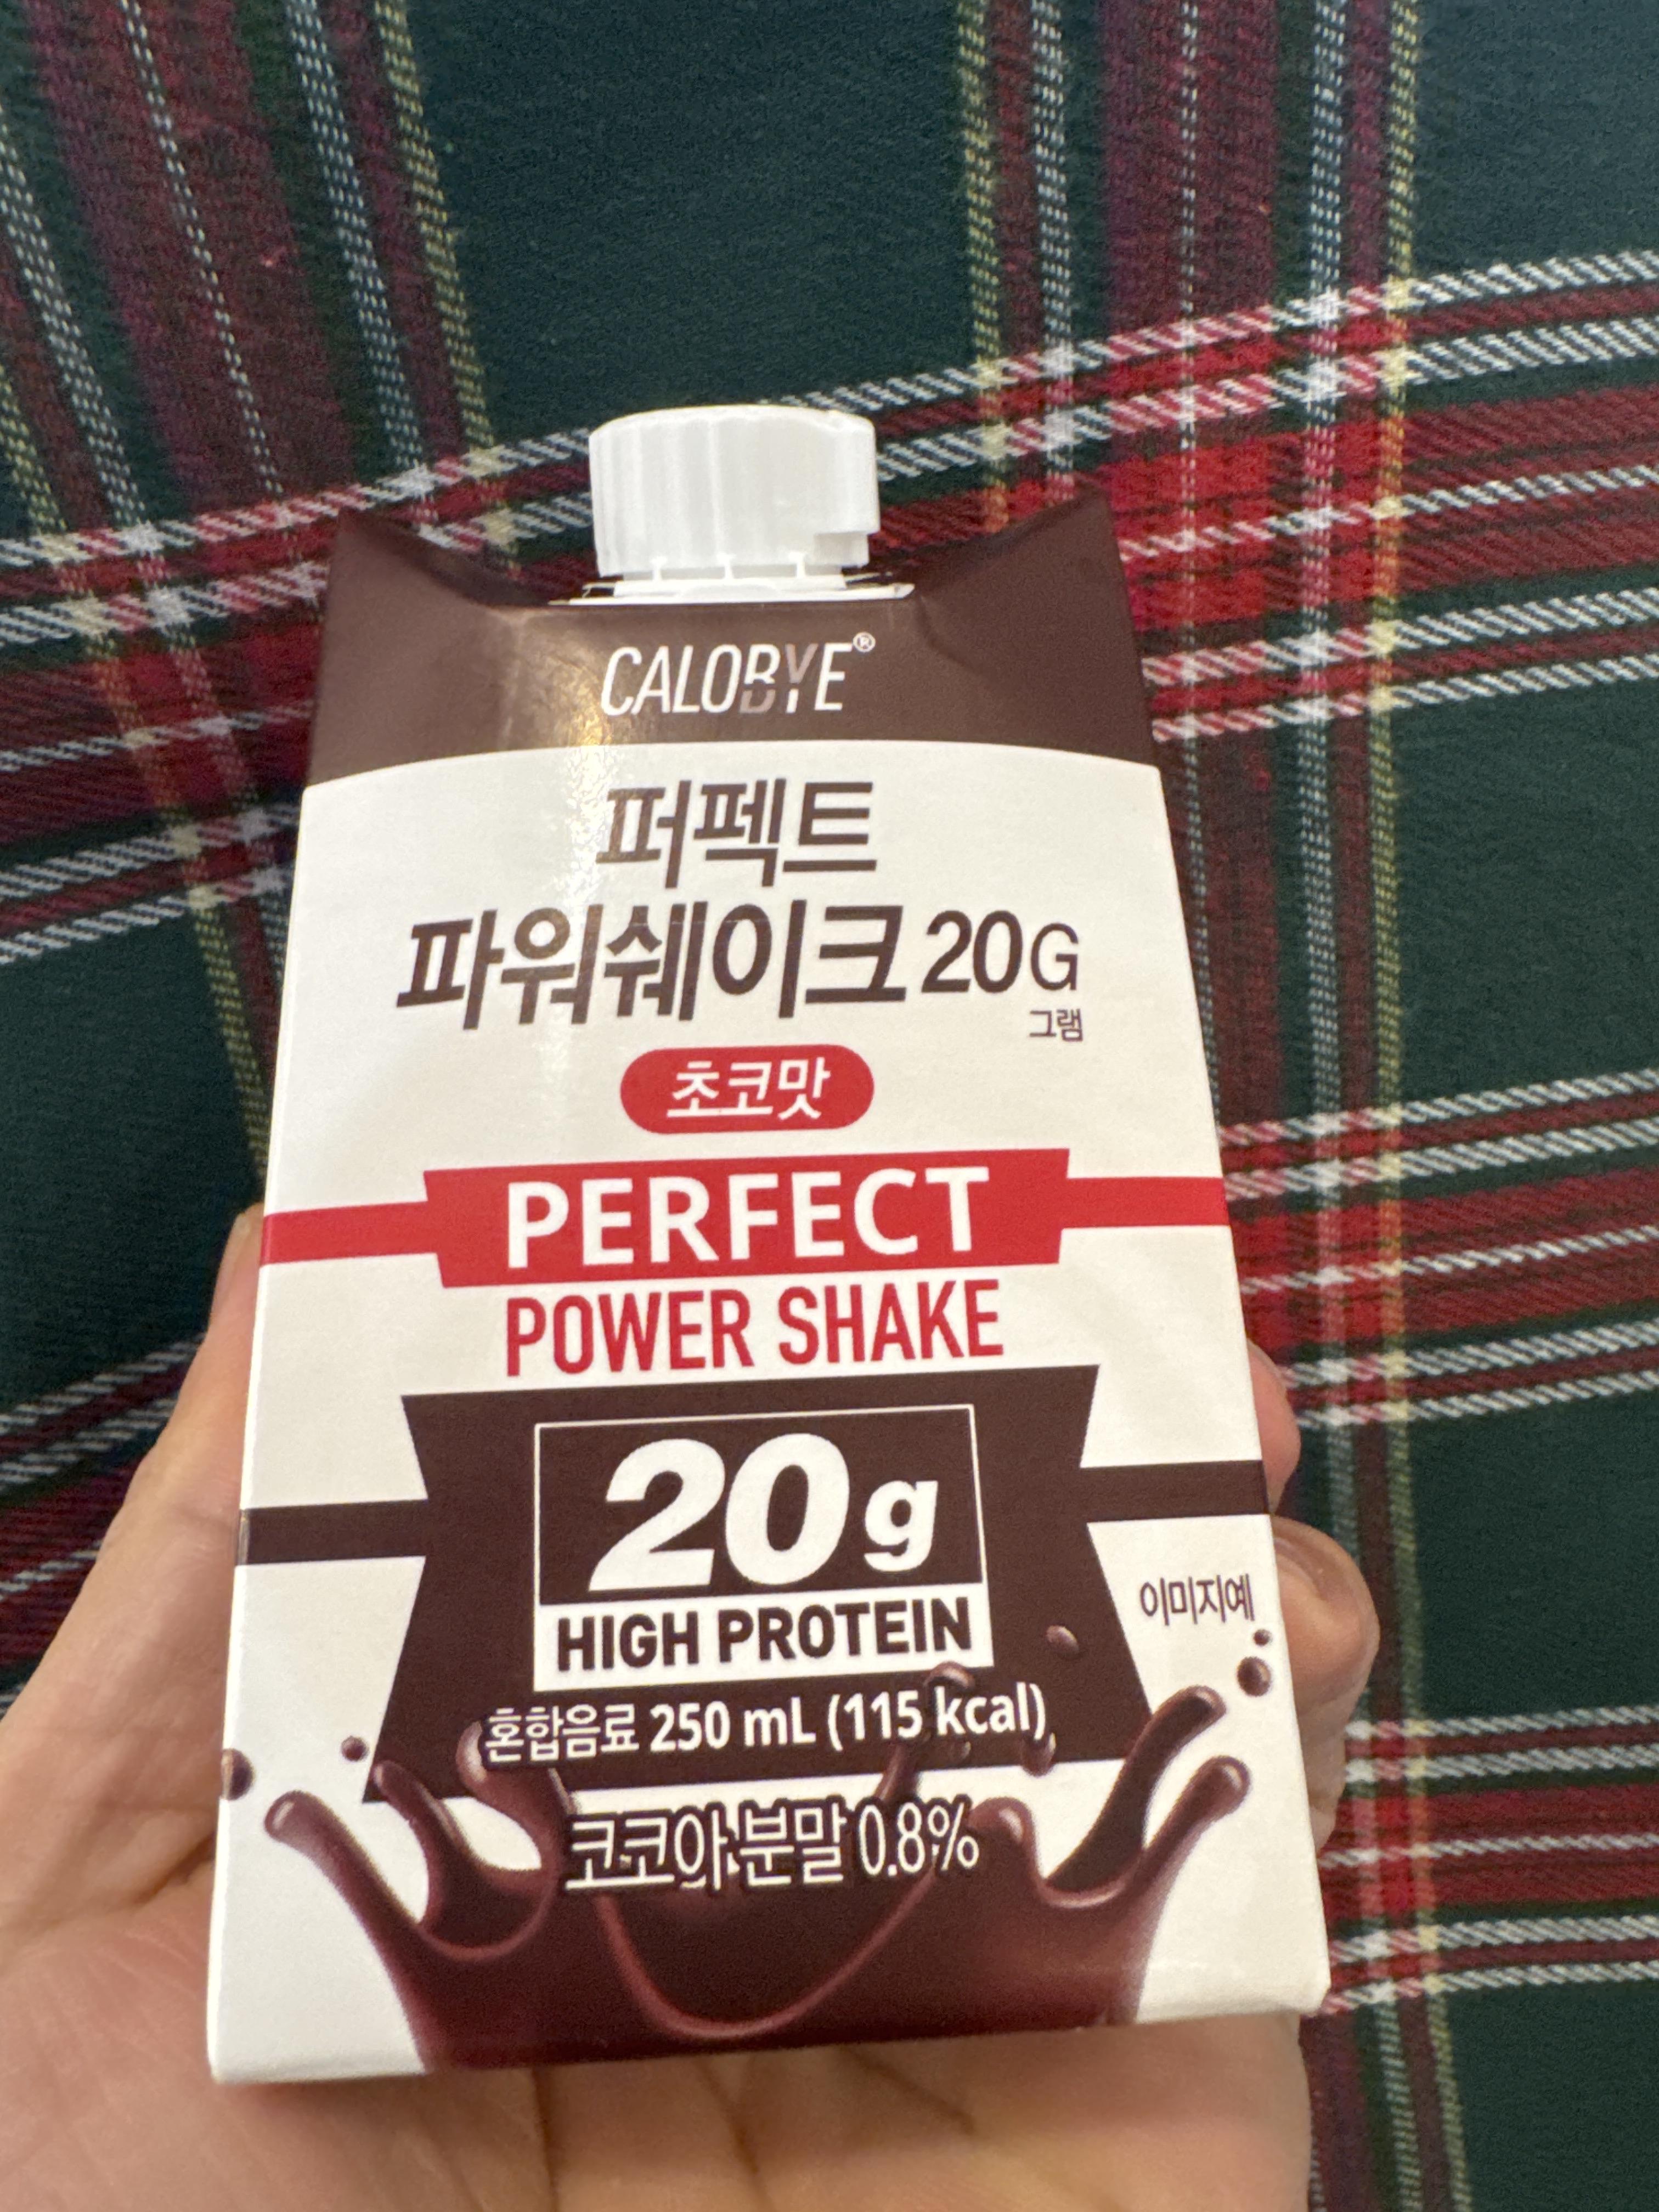 CALOBYE®
퍼펙트
파워쉐이크 20G
그램
초코맛
PERFECT
POWER SHAKE
20g
HIGH PROTEIN
이미지예
혼합음료 250 mL (115 kcal)
코코아분말 0.8%